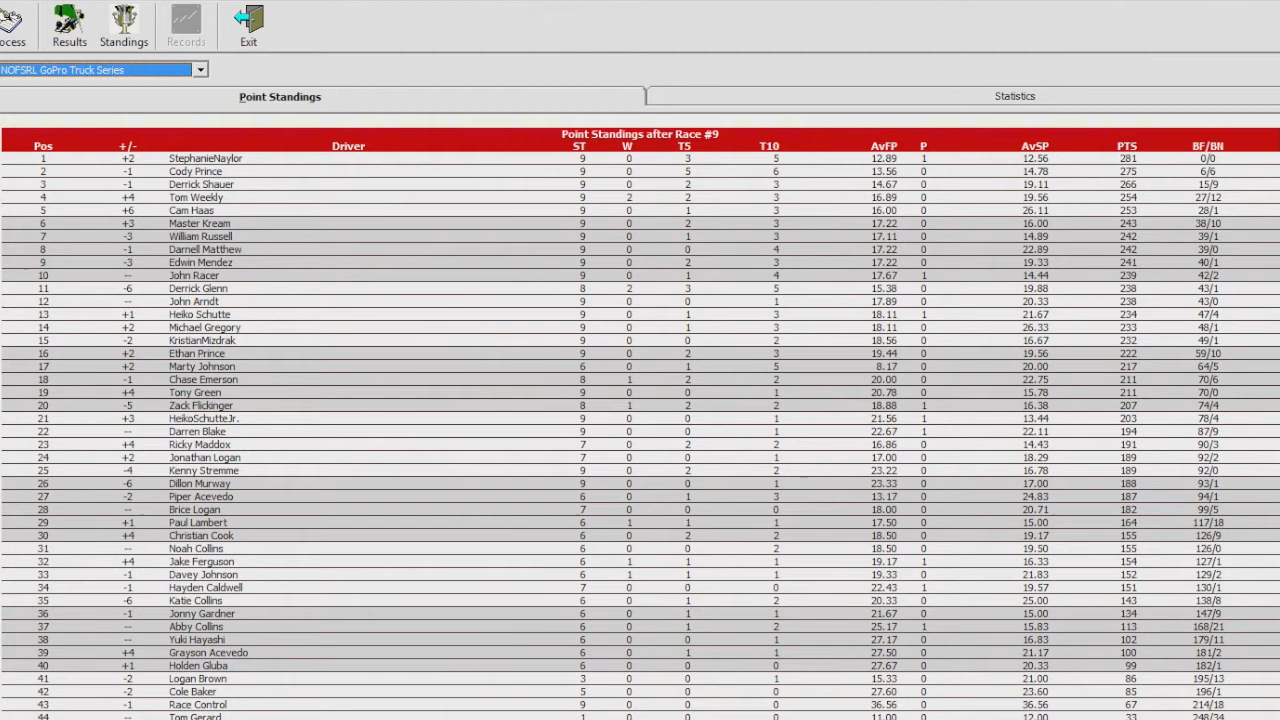 ocess Results Standings Records Exit
NOFSRL GoPro Truck Series
Point Standings Statistics
Point Standings after Race #9
Pos +/- Driver ST W T5 T10 AvFP P AvSP PTS BF/BN
1 +2 StephanieNaylor 9 0 3 5 12.89 1 12.56 281 0/0
2 -1 Cody Prince 9 0 5 6 13.56 0 14.78 275 6/6
3 -1 Derrick Shauer 9 0 2 3 14.67 0 19.11 266 15/9
4 +4 Tom Weekly 9 2 2 3 16.89 0 19.56 254 27/12
5 +6 Cam Haas 9 0 1 3 16.00 0 26.11 253 28/1
6 +3 Master Kream 9 0 2 3 17.22 0 16.00 243 38/10
7 -3 William Russell 9 0 1 3 17.11 0 14.89 242 39/1
8 -1 Darnell Matthew 9 0 0 4 17.22 0 22.89 242 39/0
9 -3 Edwin Mendez 9 0 2 3 17.22 0 19.33 241 40/1
10 -- John Racer 9 0 1 4 17.67 1 14.44 239 42/2
11 -6 Derrick Glenn 8 2 3 5 15.38 0 19.88 238 43/1
12 -- John Arndt 9 0 0 1 17.89 0 20.33 238 43/0
13 +1 Heiko Schutte 9 0 1 3 18.11 1 21.67 234 47/4
14 +2 Michael Gregory 9 0 1 3 18.11 0 26.33 233 48/1
15 -2 KristianMizdrak 9 0 0 2 18.56 0 16.67 232 49/1
16 +2 Ethan Prince 9 0 2 3 19.44 0 19.56 222 59/10
17 +2 Marty Johnson 6 0 1 5 8.17 0 20.00 217 64/5
18 -1 Chase Emerson 8 1 2 2 20.00 0 22.75 211 70/6
19 +4 Tony Green 9 0 0 1 20.78 0 15.78 211 70/0
20 -5 Zack Flickinger 8 1 2 2 18.88 1 16.38 207 74/4
21 +3 HeikoSchutteJr. 9 0 0 1 21.56 1 13.44 203 78/4
22 -- Darren Blake 9 0 0 1 22.67 1 22.11 194 87/9
23 +4 Ricky Maddox 7 0 2 2 16.86 0 14.43 191 90/3
24 +2 Jonathan Logan 7 0 0 1 17.00 0 18.29 189 92/2
25 -4 Kenny Stremme 9 0 2 2 23.22 0 16.78 189 92/0
26 -6 Dillon Murway 9 0 0 1 23.33 0 17.00 188 93/1
27 -2 Piper Acevedo 6 0 1 3 13.17 0 24.83 187 94/1
28 -- Brice Logan 7 0 0 0 18.00 0 20.71 182 99/5
29 +1 Paul Lambert 6 1 1 1 17.50 0 15.00 164 117/18
30 +4 Christian Cook 6 0 2 2 18.50 0 19.17 155 126/9
31 -- Noah Collins 6 0 0 2 18.50 0 19.50 155 126/0
32 +4 Jake Ferguson 6 1 1 1 19.17 1 16.33 154 127/1
33 -1 Davey Johnson 6 1 1 1 19.33 0 21.83 152 129/2
34 -1 Hayden Caldwell 7 0 0 0 22.43 1 19.57 151 130/1
35 -6 Katie Collins 6 0 1 2 20.33 0 25.00 143 138/8
36 -1 Jonny Gardner 6 0 1 1 21.67 0 15.00 134 147/9
37 -- Abby Collins 6 0 1 2 25.17 1 15.83 113 168/21
38 -- Yuki Hayashi 6 0 0 0 27.17 0 16.83 102 179/11
39 +4 Grayson Acevedo 6 0 1 1 27.50 0 21.17 100 181/2
40 +1 Holden Gluba 6 0 0 0 27.67 0 20.33 99 182/1
41 -2 Logan Brown 3 0 0 1 15.33 0 21.00 86 195/13
42 -2 Cole Baker 5 0 0 0 27.60 0 23.60 85 196/1
43 -1 Race Control 9 0 0 0 36.56 0 36.56 67 214/18
44 -- Tom Gerard 1 0 0 0 11.00 0 12.00 33 248/34